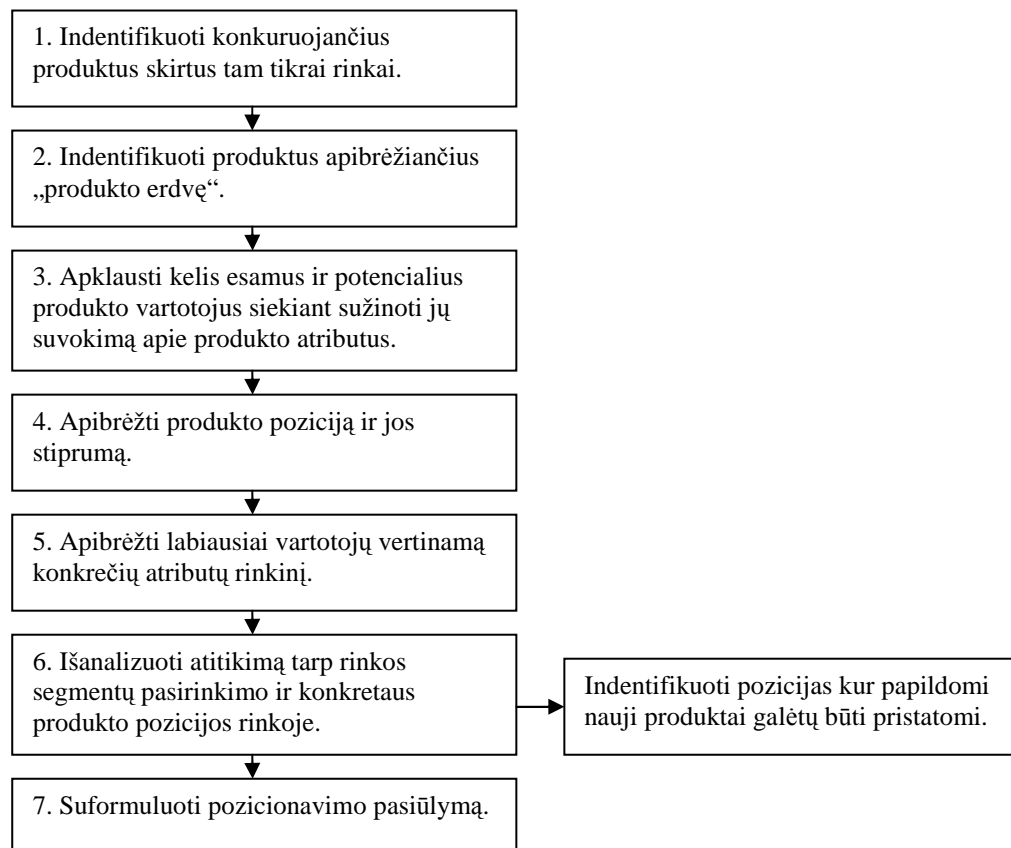 1. Indentifikuoti konkuruojančius
produktus skirtus tam tikrai rinkai.
2. Indentifikuoti produktus apibrėžiančius
„produkto erdvę“.
3. Apklausti kelis esamus ir potencialius
produkto vartotojus siekiant sužinoti jų
suvokimą apie produkto atributus.
4. Apibrėžti produkto poziciją ir jos
stiprumą.
5. Apibrėžti labiausiai vartotojų vertinamą
konkrečių atributų rinkinį.
6. Išanalizuoti atitikimą tarp rinkos
segmentų pasirinkimo ir konkretaus
produkto pozicijos rinkoje.
Indentifikuoti pozicijas kur papildomi
nauji produktai galėtų būti pristatomi.
7. Suformuluoti pozicionavimo pasiūlymą.